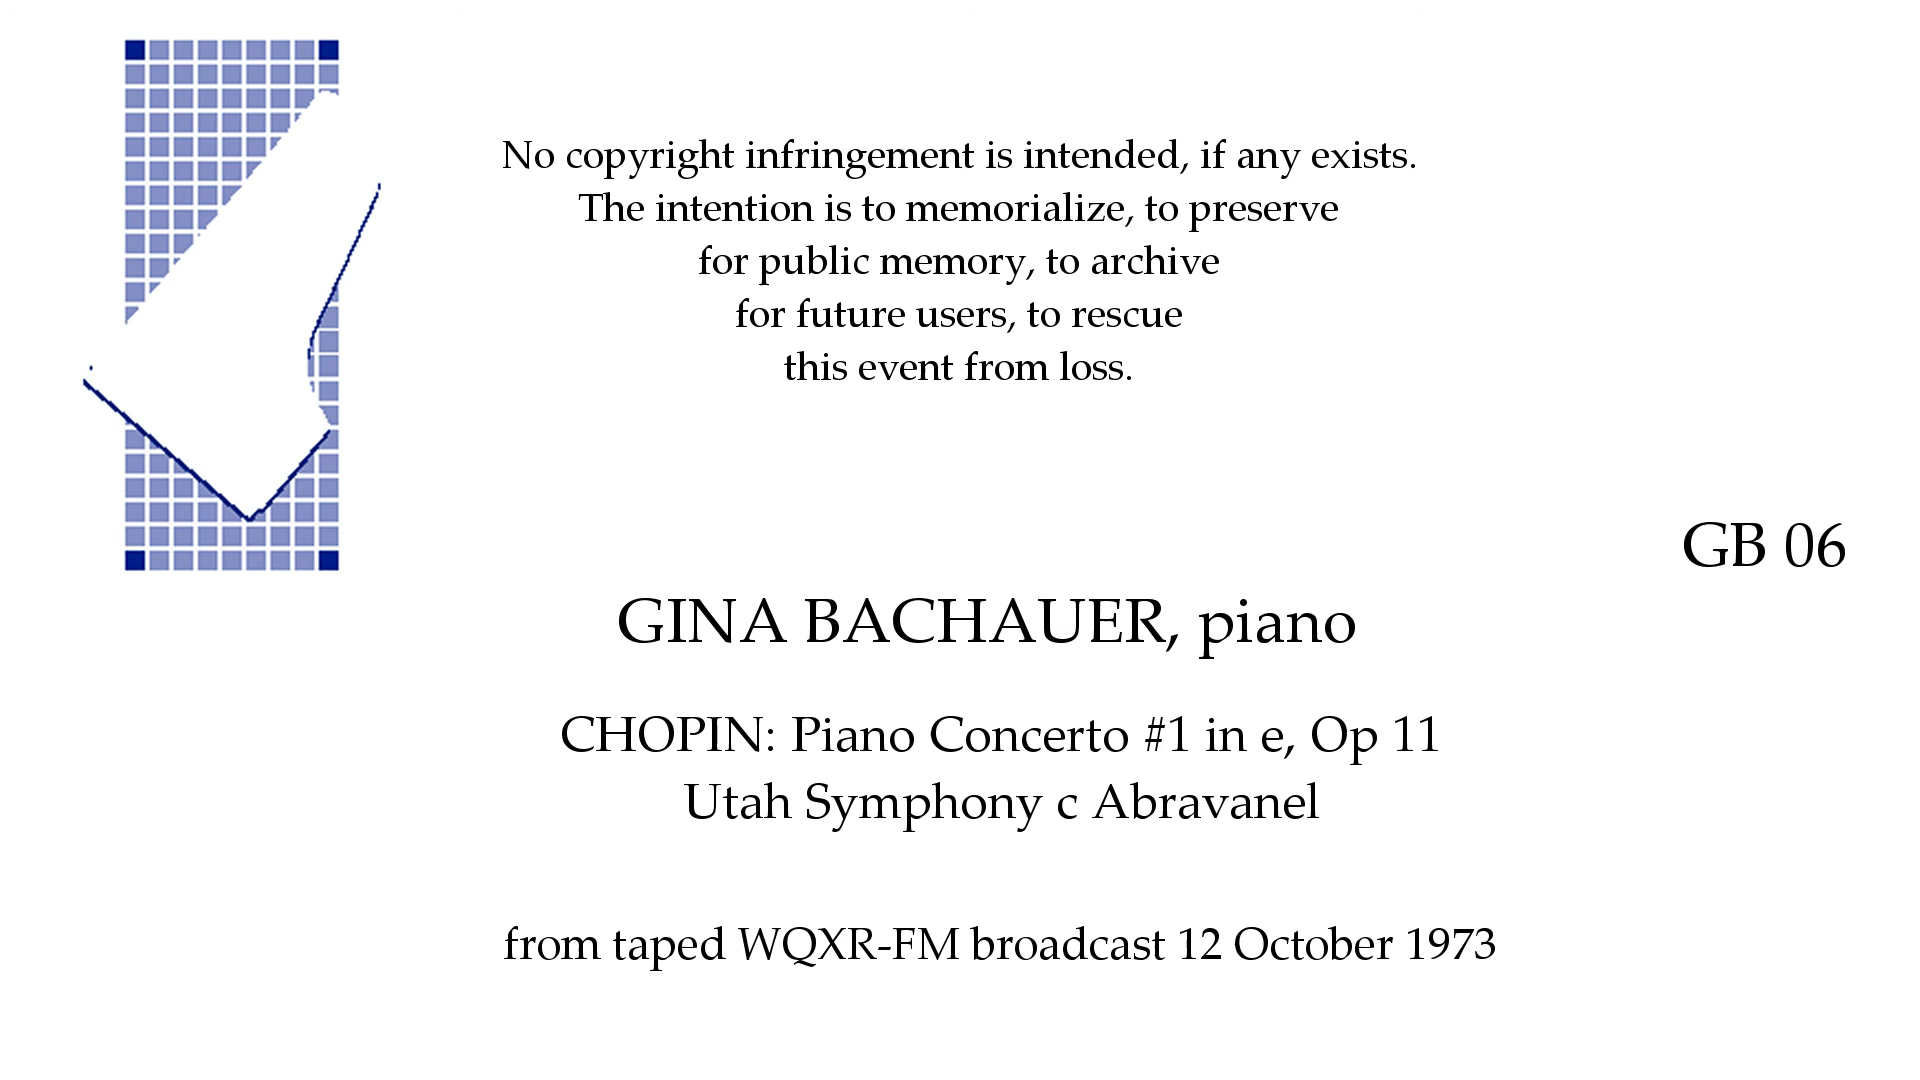 No copyright infringement is intended, if any exists.
The intention is to memorialize, to preserve
for public memory, to archive
for future users, to rescue
this event from loss.
GB 06
GINA BACHAUER, piano
CHOPIN: Piano Concerto #1 in e, Op 11
Utah Symphony c Abravanel
from taped WQXR-FM broadcast 12 October 1973